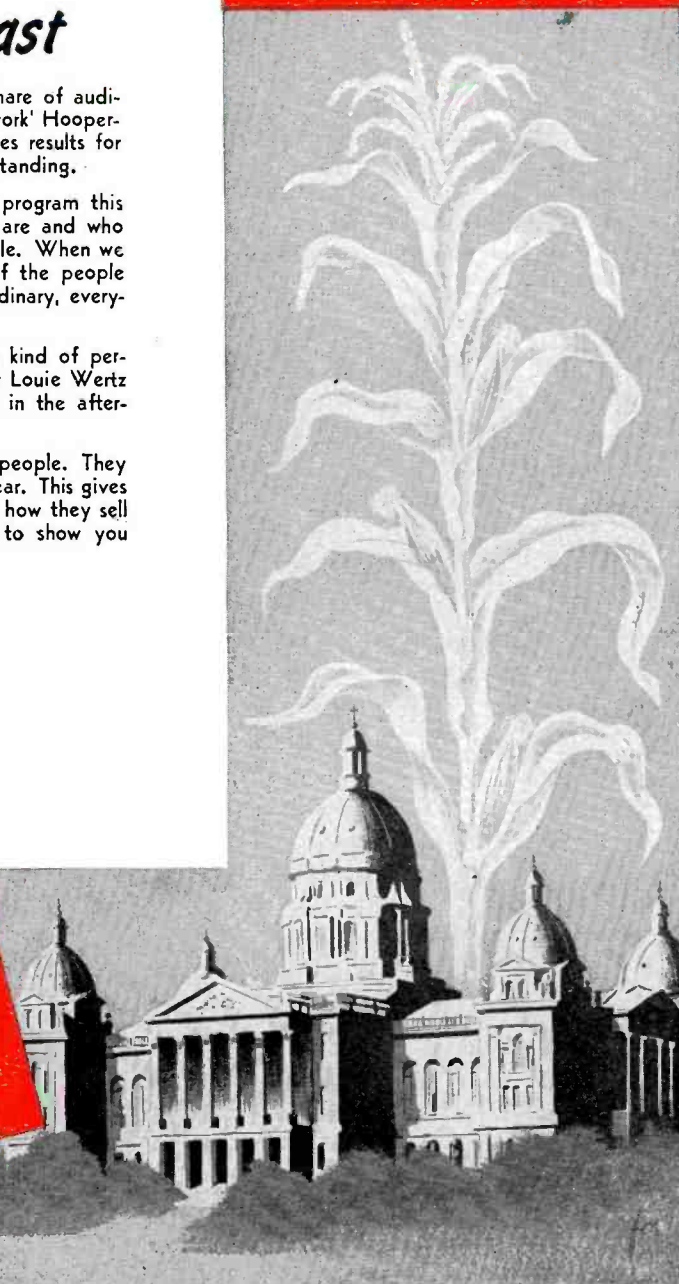 ast
hare of audi-
ork' Hooper-
es results for
tanding.
program this
are and who
le. When we
f the people
dinary, every-
kind of per-
Louie Wertz
in the after-
people. They
ear. This gives
how they sell
to show you